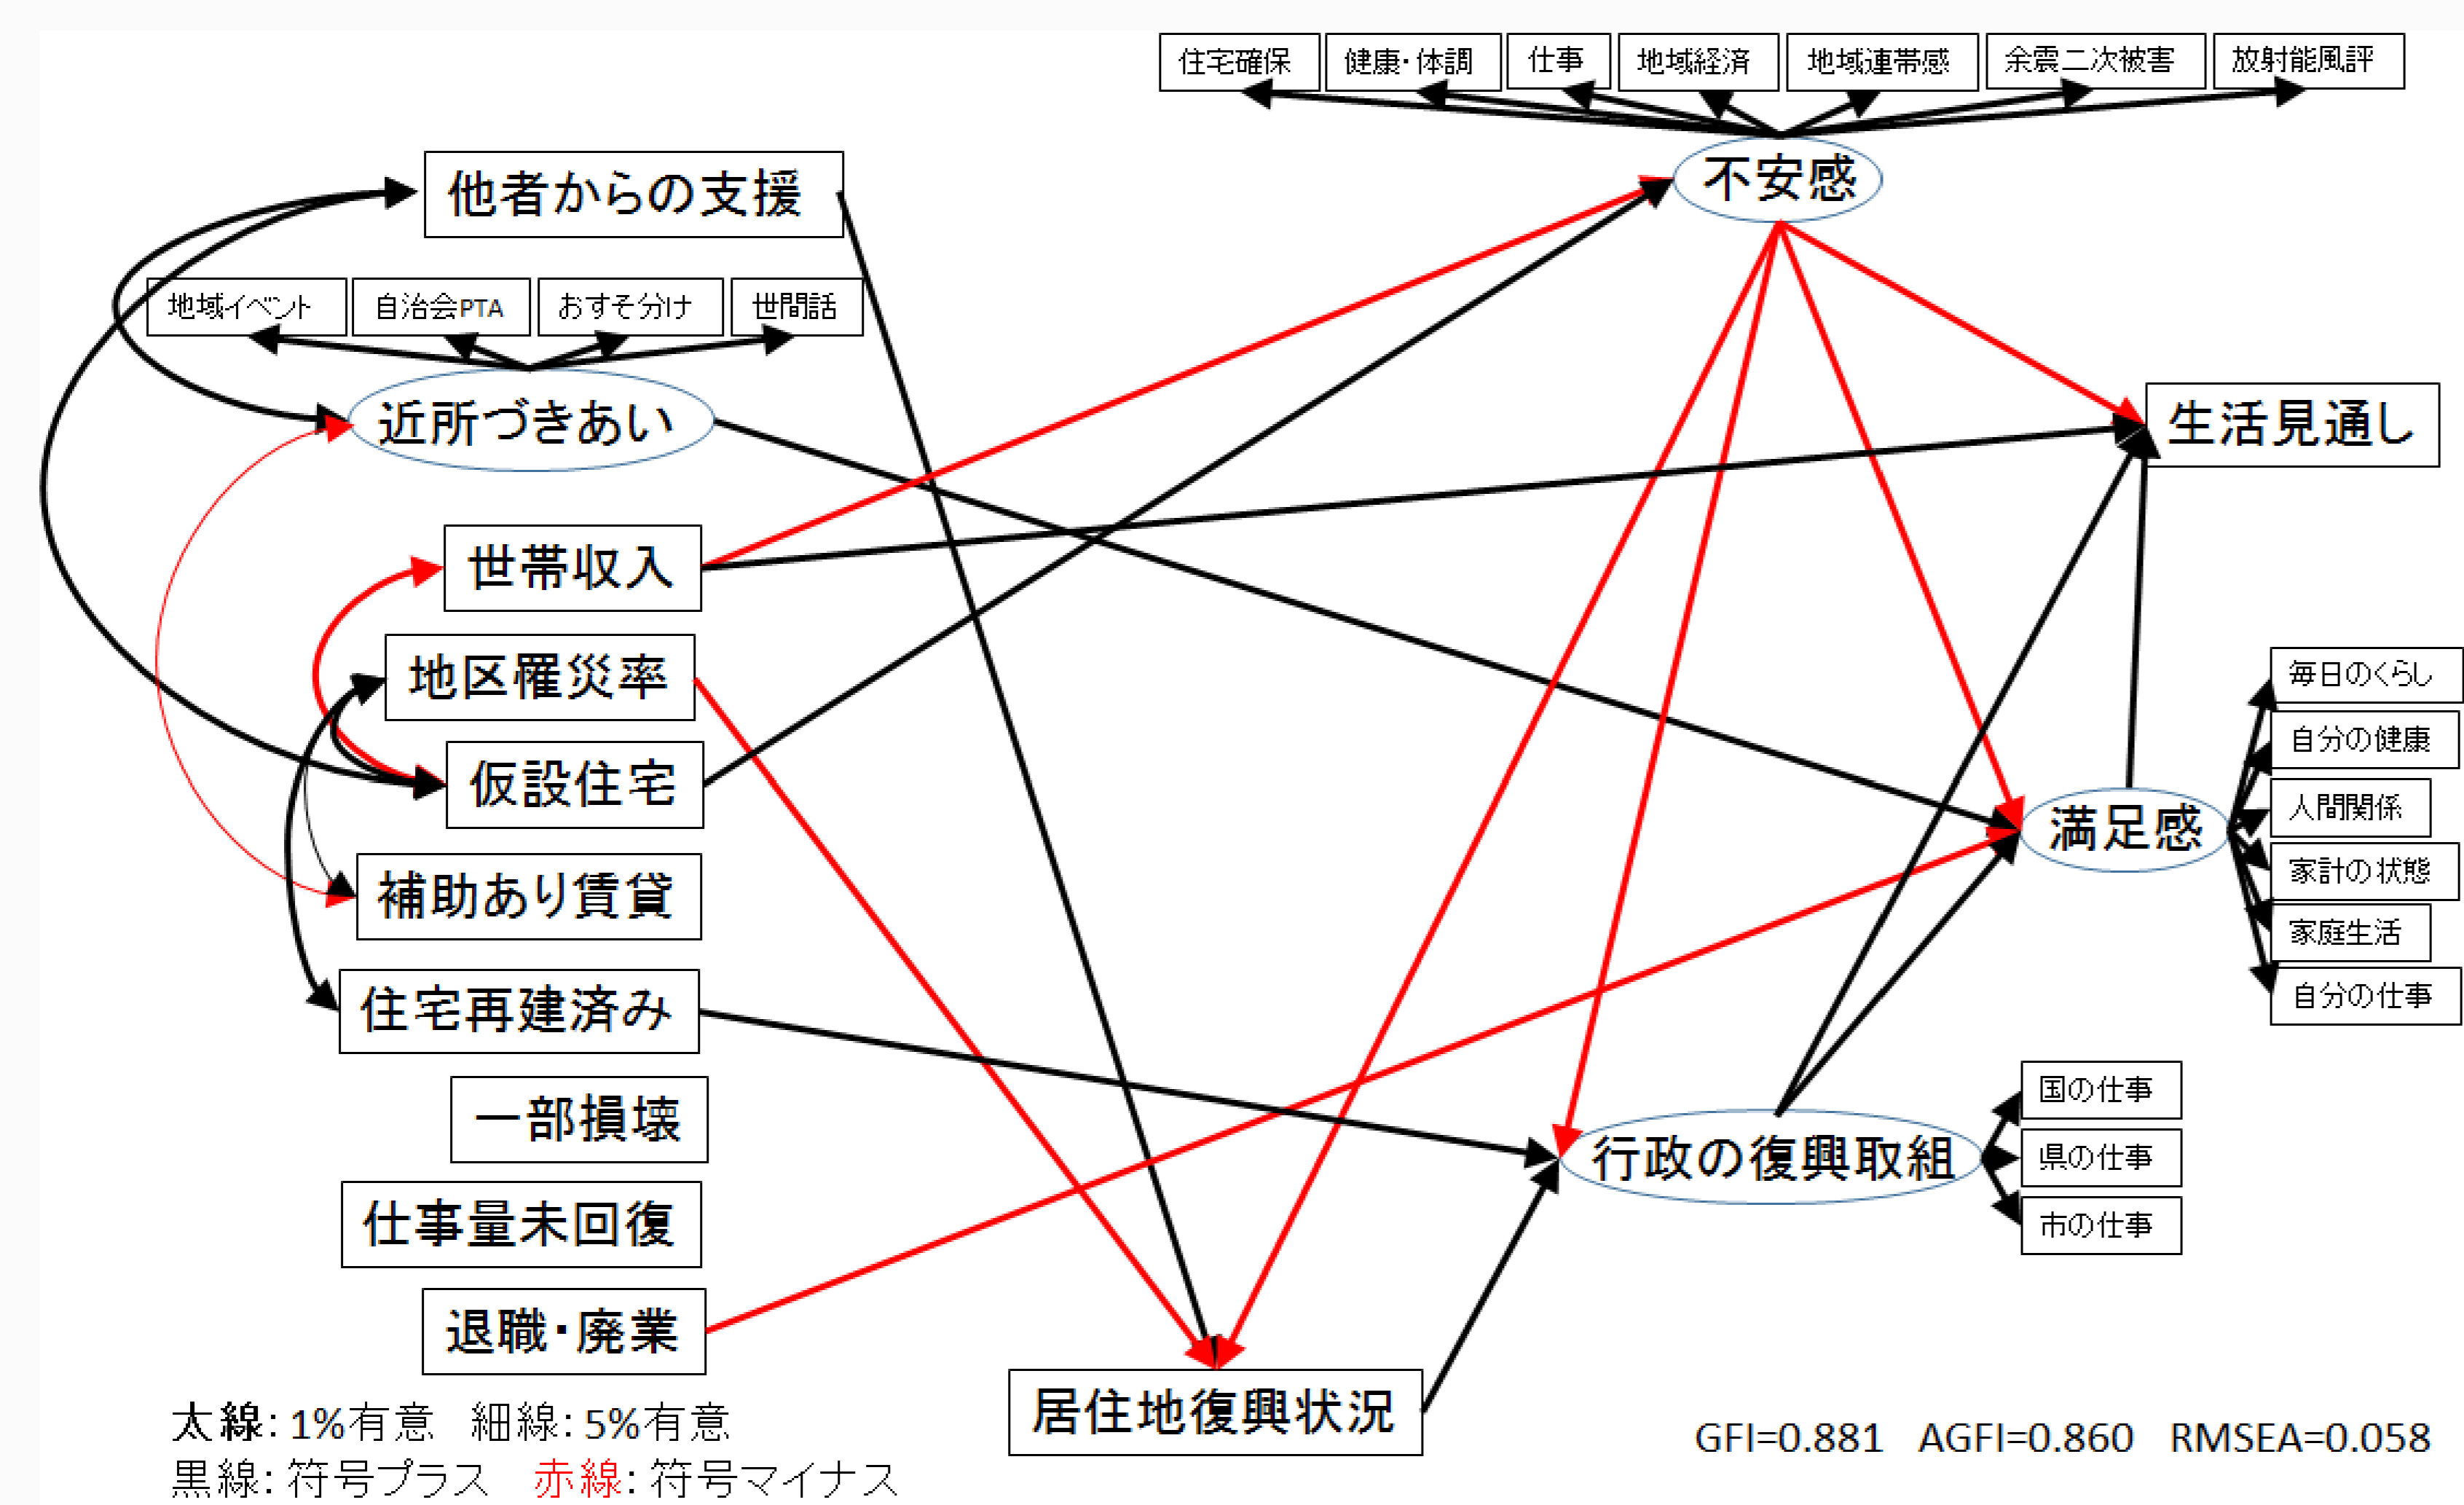 住宅確保 健康・体調 仕事 地域経済 地域連帯感 余震二次被害 放射能風評
不安感
他者からの支援
地域イベント 自治会PTA おすそ分け 世間話
近所づきあい
生活見通し
世帯収入
地区罹災率
仮設住宅
補助あり賃貸
住宅再建済み
一部損壊
仕事量未回復
退職・廃業
満足感
毎日のくらし
自分の健康
人間関係
家計の状態
家庭生活
自分の仕事
行政の復興取組
国の仕事
県の仕事
市の仕事
居住地復興状況
太線：1%有意 細線：5%有意
黒線：符号プラス 赤線：符号マイナス
GFI=0.881 AGFI=0.860 RMSEA=0.058